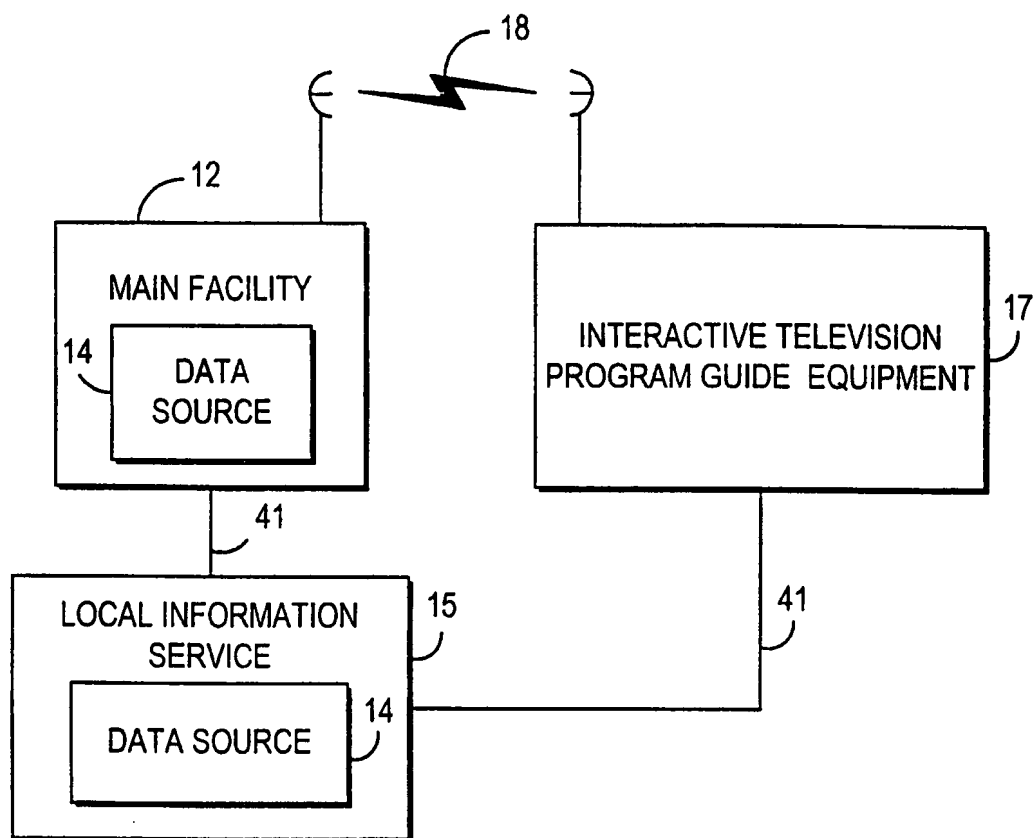 18
12
MAIN FACILITY
14
DATA
SOURCE
INTERACTIVE TELEVISION
PROGRAM GUIDE EQUIPMENT
17
41
LOCAL INFORMATION
SERVICE
15
41
DATA SOURCE
14